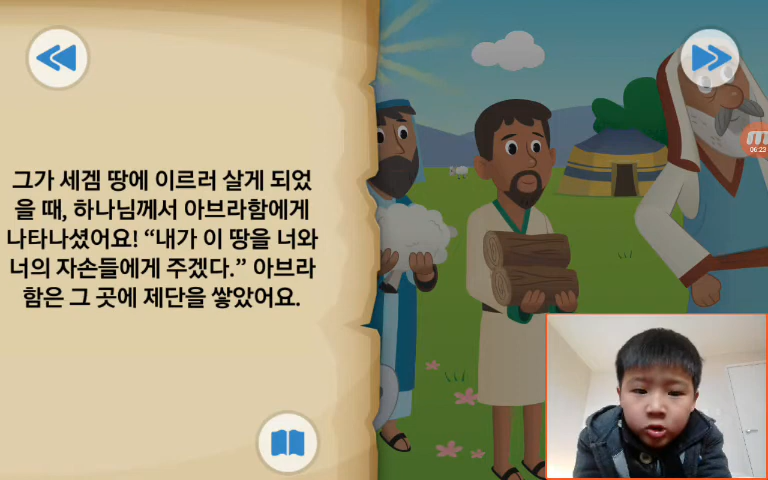 그가 세겜 땅에 이르러 살게 되었
을 때, 하나님께서 아브라함에게
나타나셨어요! “내가 이 땅을 너와
너의 자손들에게 주겠다.” 아브라
함은 그 곳에 제단을 쌓았어요.
06:23